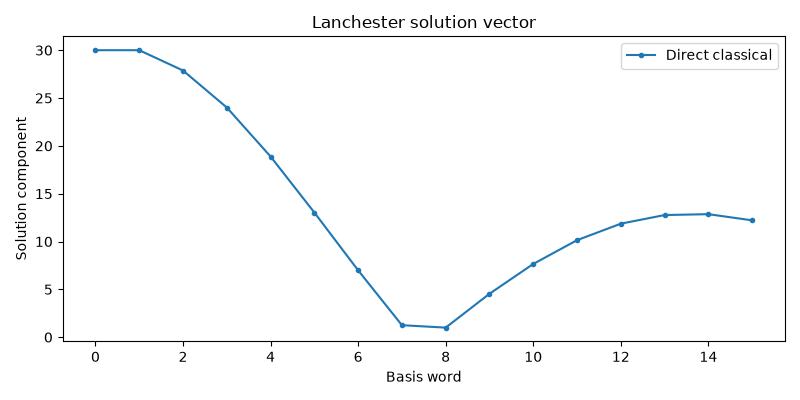 Lanchester solution vector
Direct classical
Solution component
30
25
20
15
10
5
0
0 2 4 6 8 10 12 14
Basis word